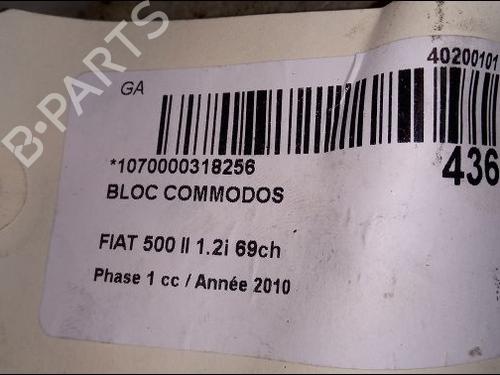 B-PARTS
40200101
GA
*1070000318256
436
BLOC COMMODOS
FIAT 500 II 1.2i 69ch
Phase 1 cc / Année 2010